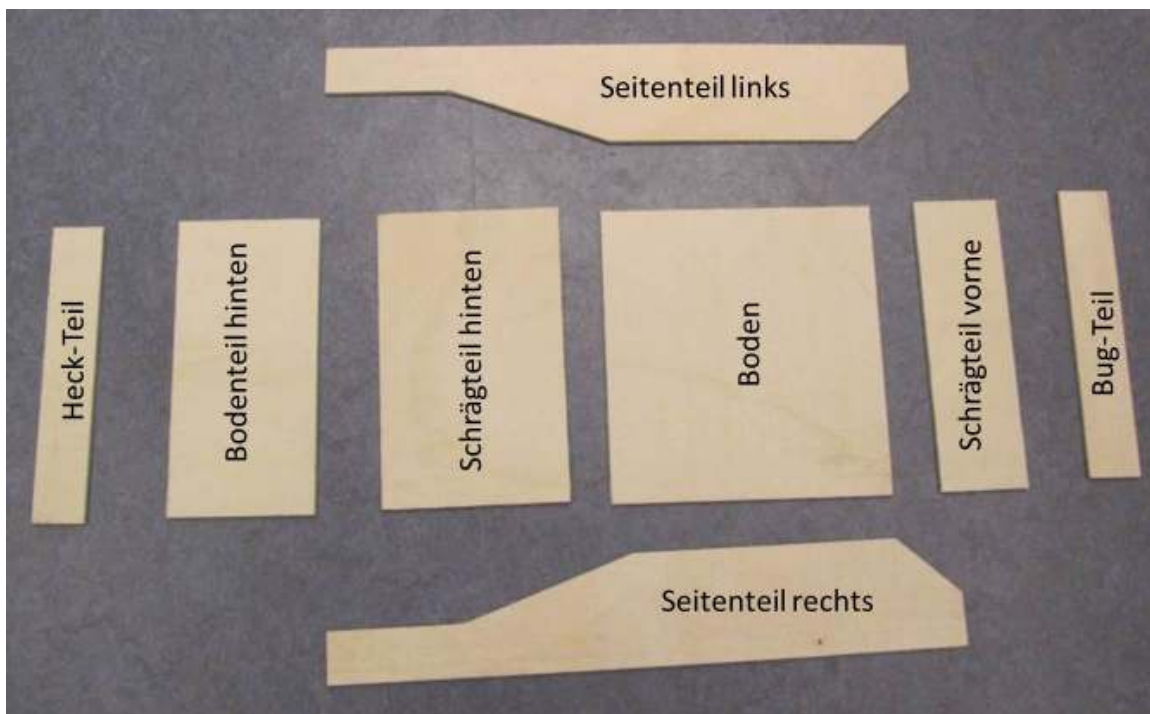 Seitenteil links
Heck-Teil
Bodenteil hinten
Schrägteil hinten
Boden
Schrägteil vorne
Bug-Teil
Seitenteil rechts